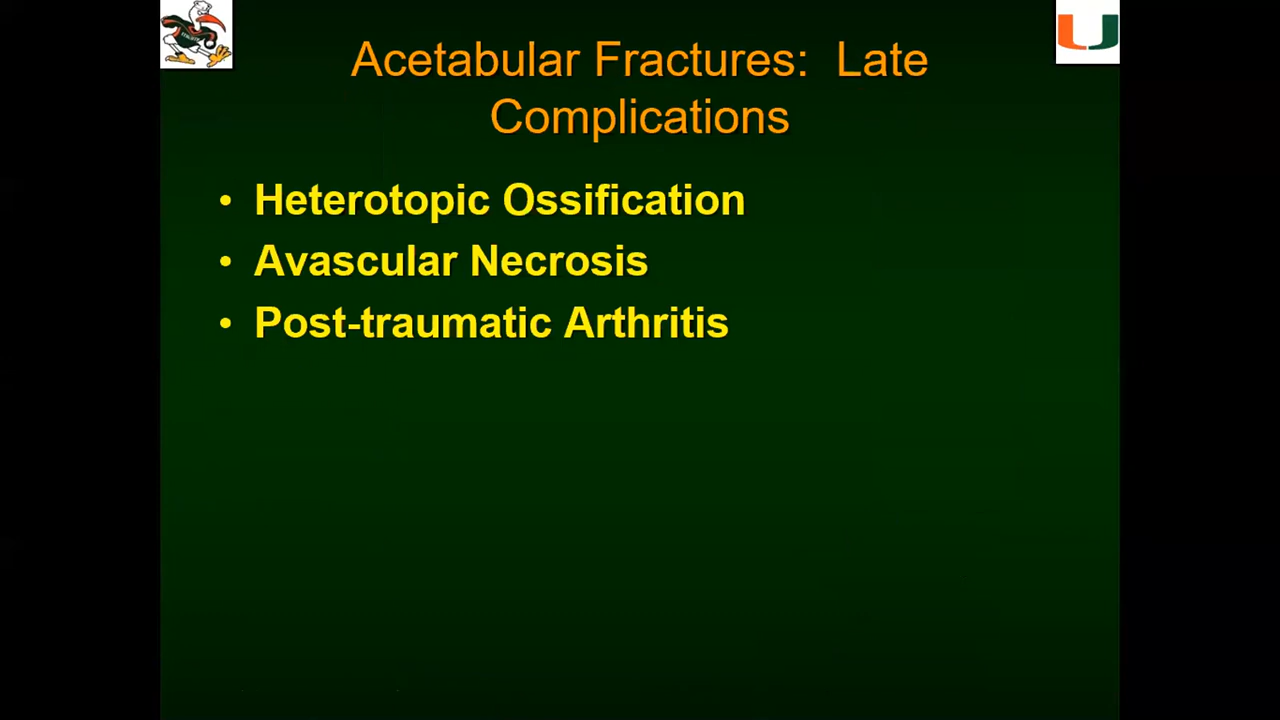 Acetabular Fractures:  Late
Complications
• Heterotopic Ossification
• Avascular Necrosis
• Post-traumatic Arthritis